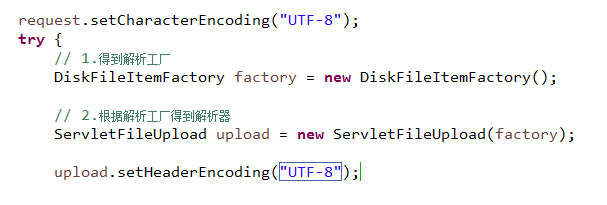 request.setCharacterEncoding("UTF-8");
try {
// 1.得到解析工厂
DiskFileItemFactory factory = new DiskFileItemFactory();
// 2.根据解析工厂得到解析器
ServletFileUpload upload = new ServletFileUpload(factory);
upload.setHeaderEncoding("UTF-8");